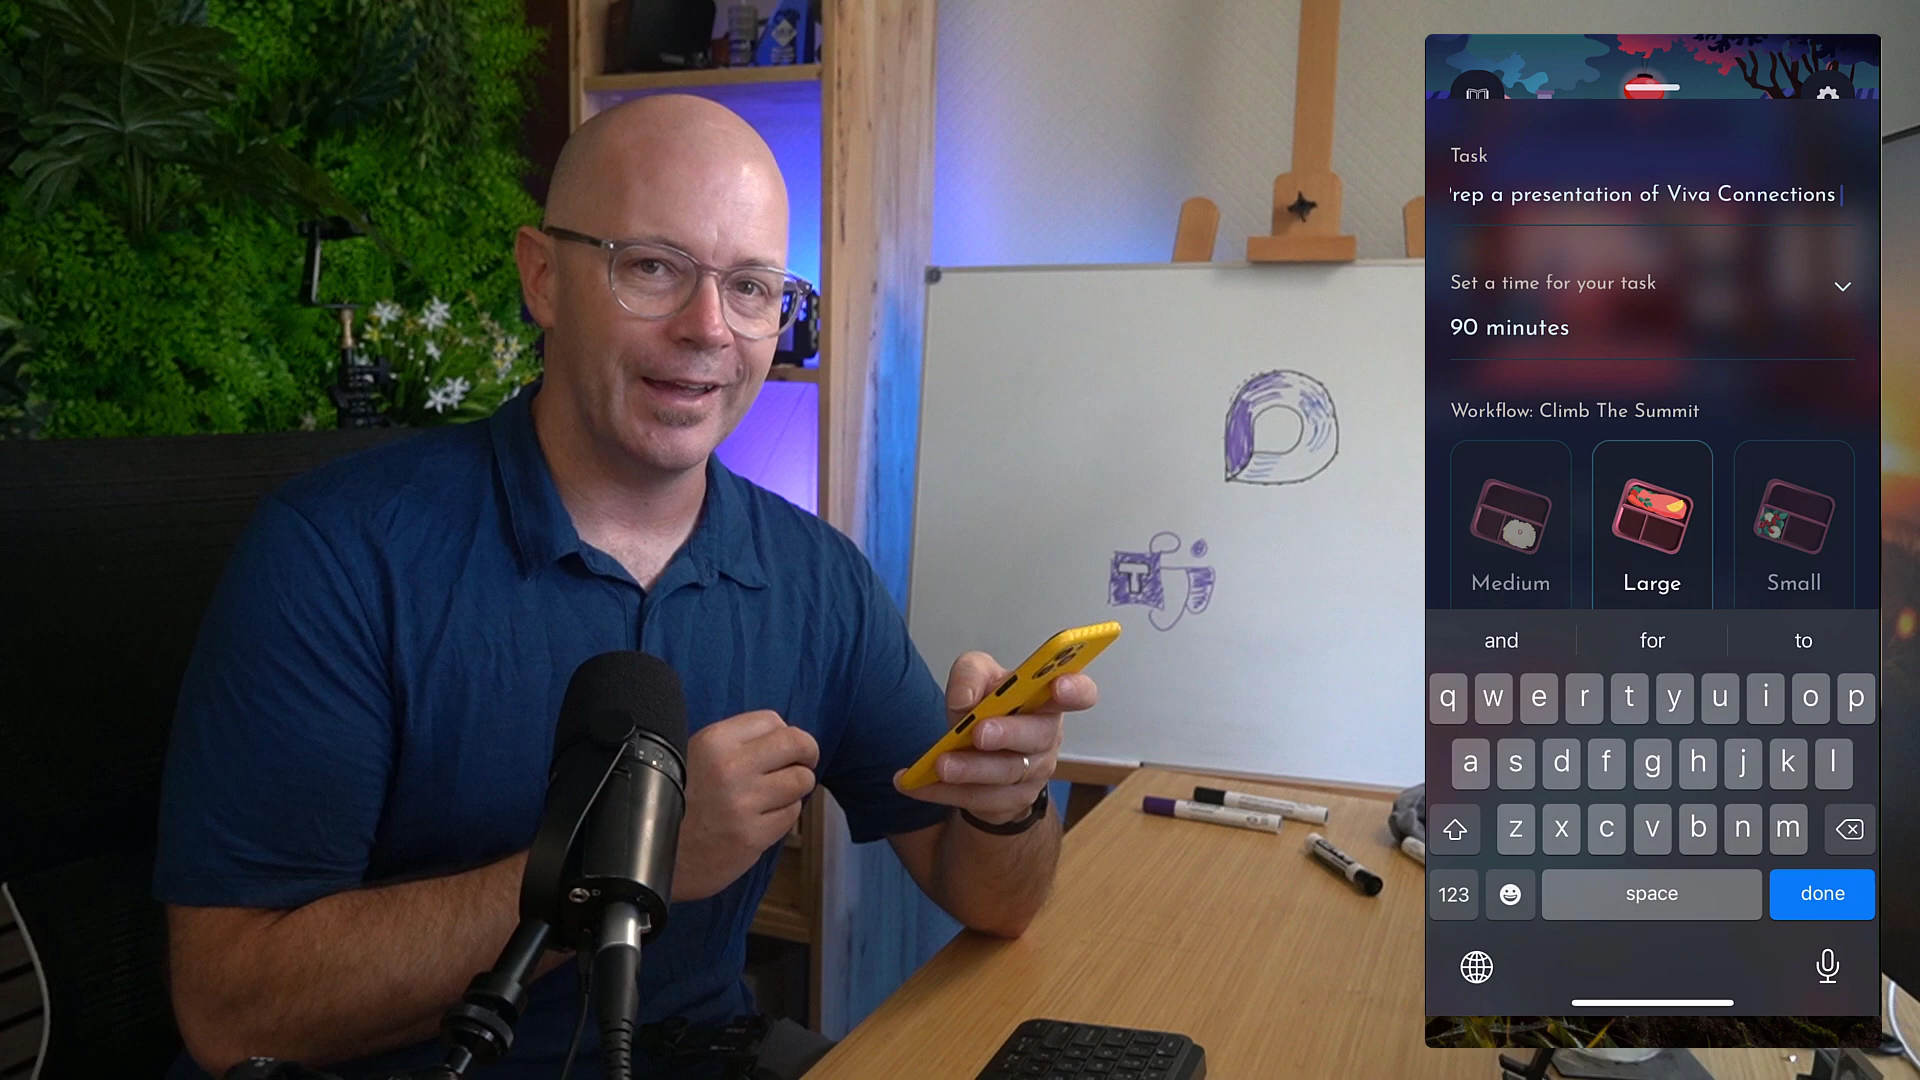 T
Task
rep a presentation of Viva Connections
Set a time for your task
90 minutes
Workflow: Climb The Summit
Medium
Large
Small
and for to
q w e r t y u i o p
a s d f g h j k l
z x c v b n m
123 space done